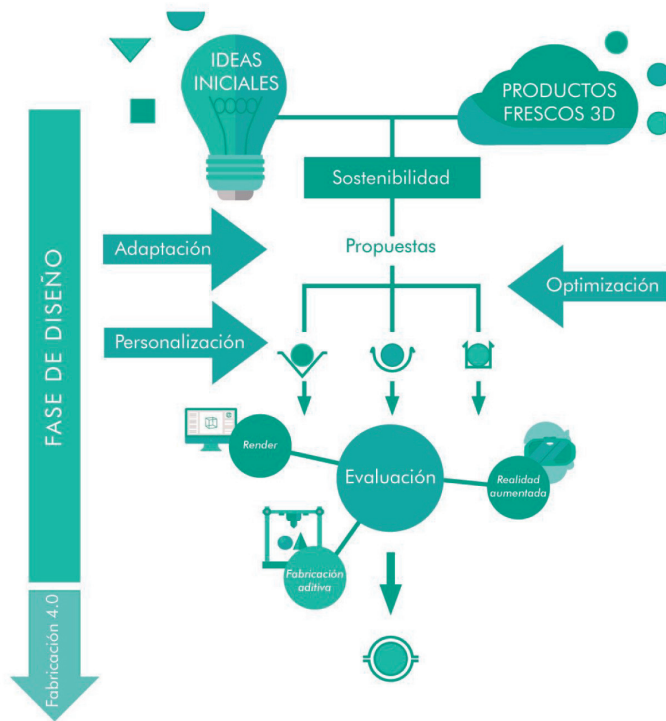 IDEAS
INICIALES
PRODUCTOS
FRESCOS 3D
Sostenibilidad
Adaptación
Propuestas
Optimización
Personalización
FASE DE DISEÑO
Render
Evaluación
Realidad
aumentada
Fabricación
aditiva
Fabricación 4.0